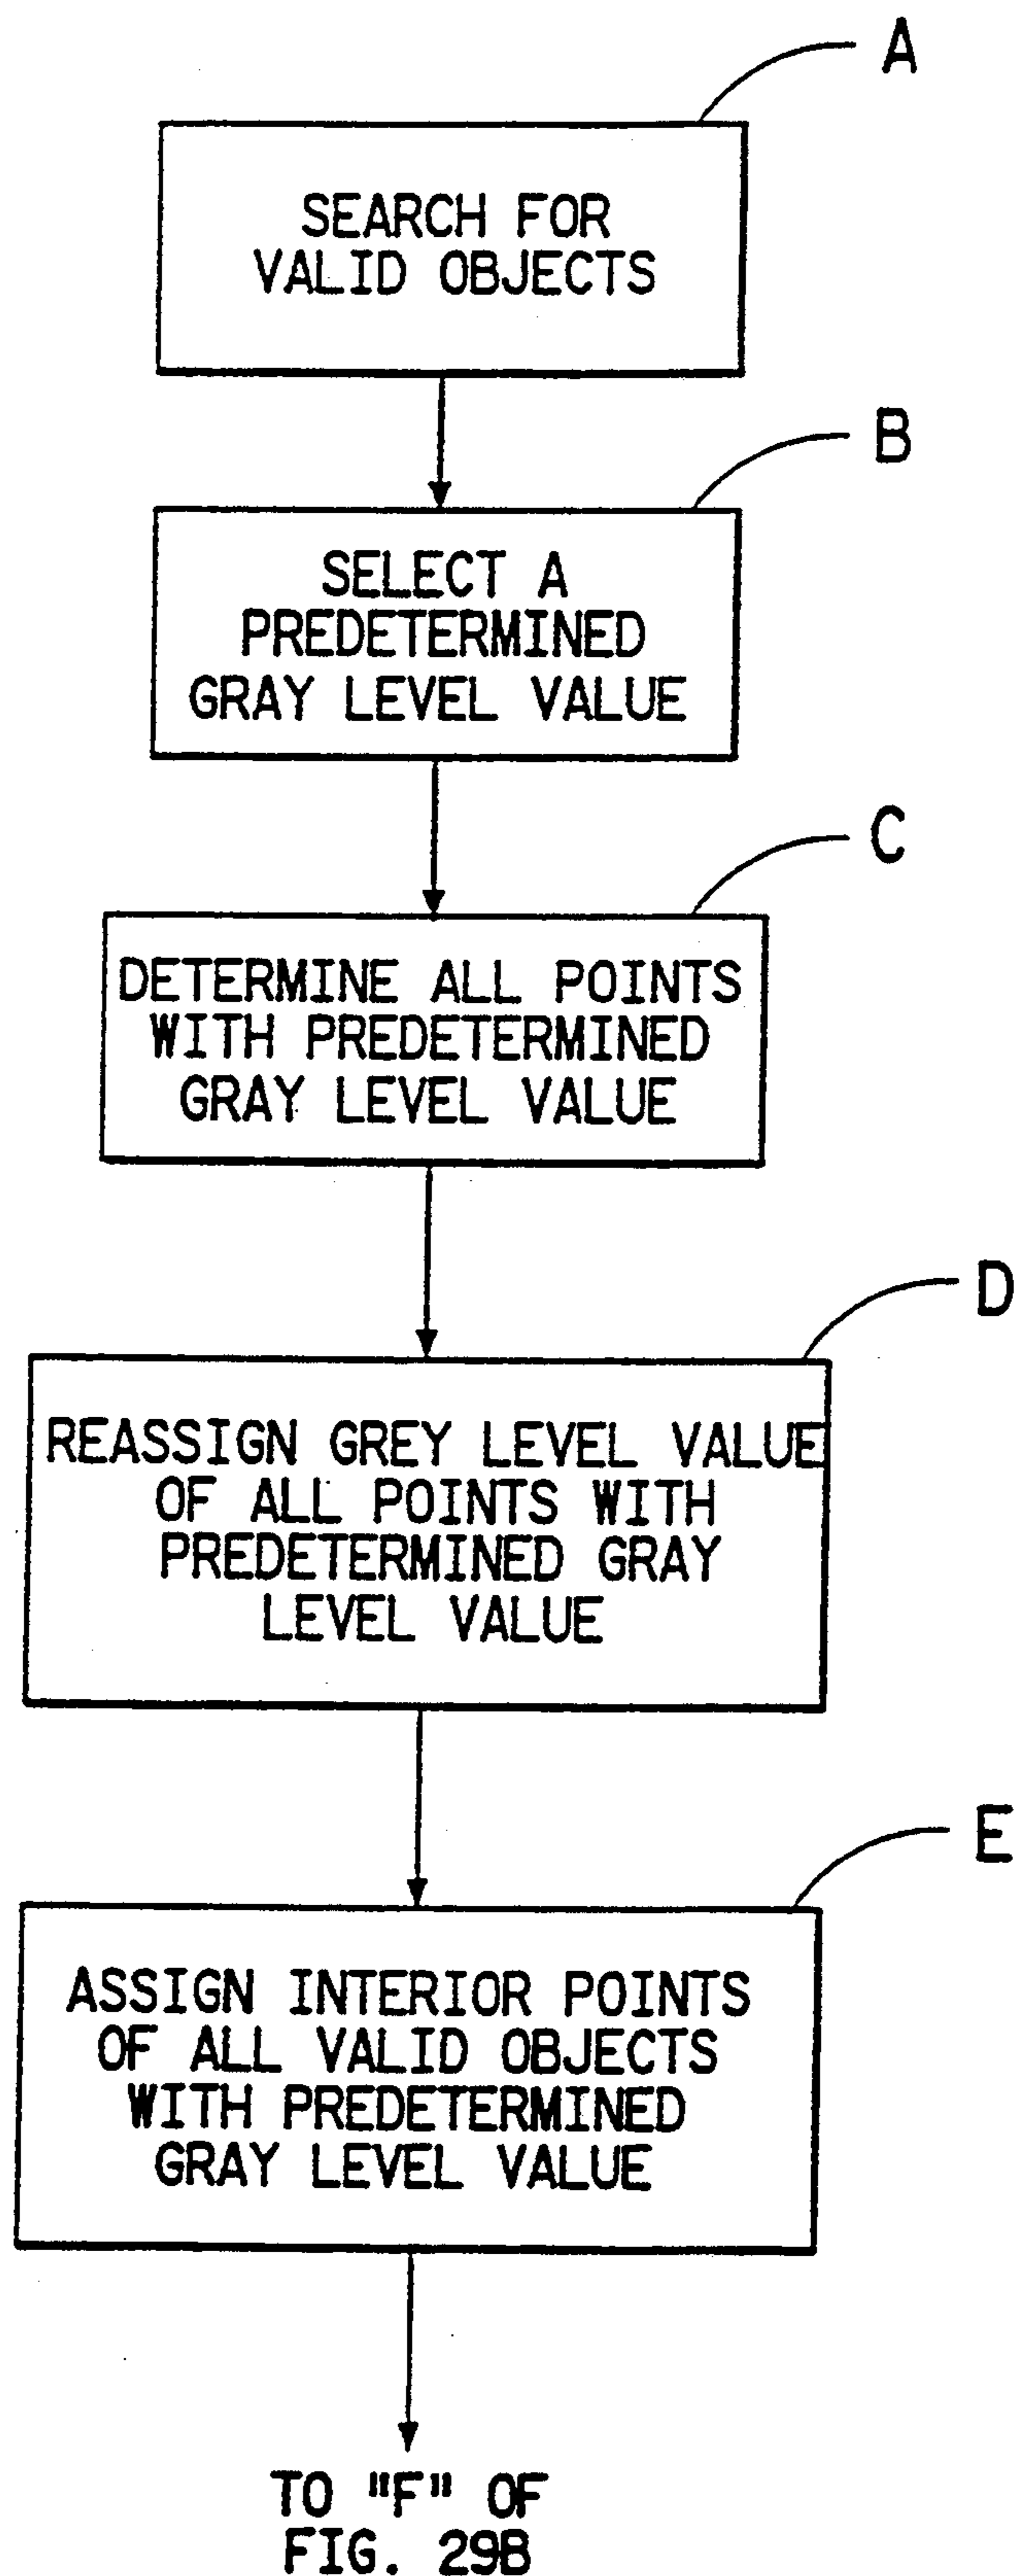 A
SEARCH FOR
VALID OBJECTS
B
SELECT A
PREDETERMINED
GRAY LEVEL VALUE
C
DETERMINE ALL POINTS
WITH PREDETERMINED
GRAY LEVEL VALUE
D
REASSIGN GREY LEVEL VALUE
OF ALL POINTS WITH
PREDETERMINED GRAY
LEVEL VALUE
E
ASSIGN INTERIOR POINTS
OF ALL VALID OBJECTS
WITH PREDETERMINED
GRAY LEVEL VALUE
TO "F" OF
FIG. 29B